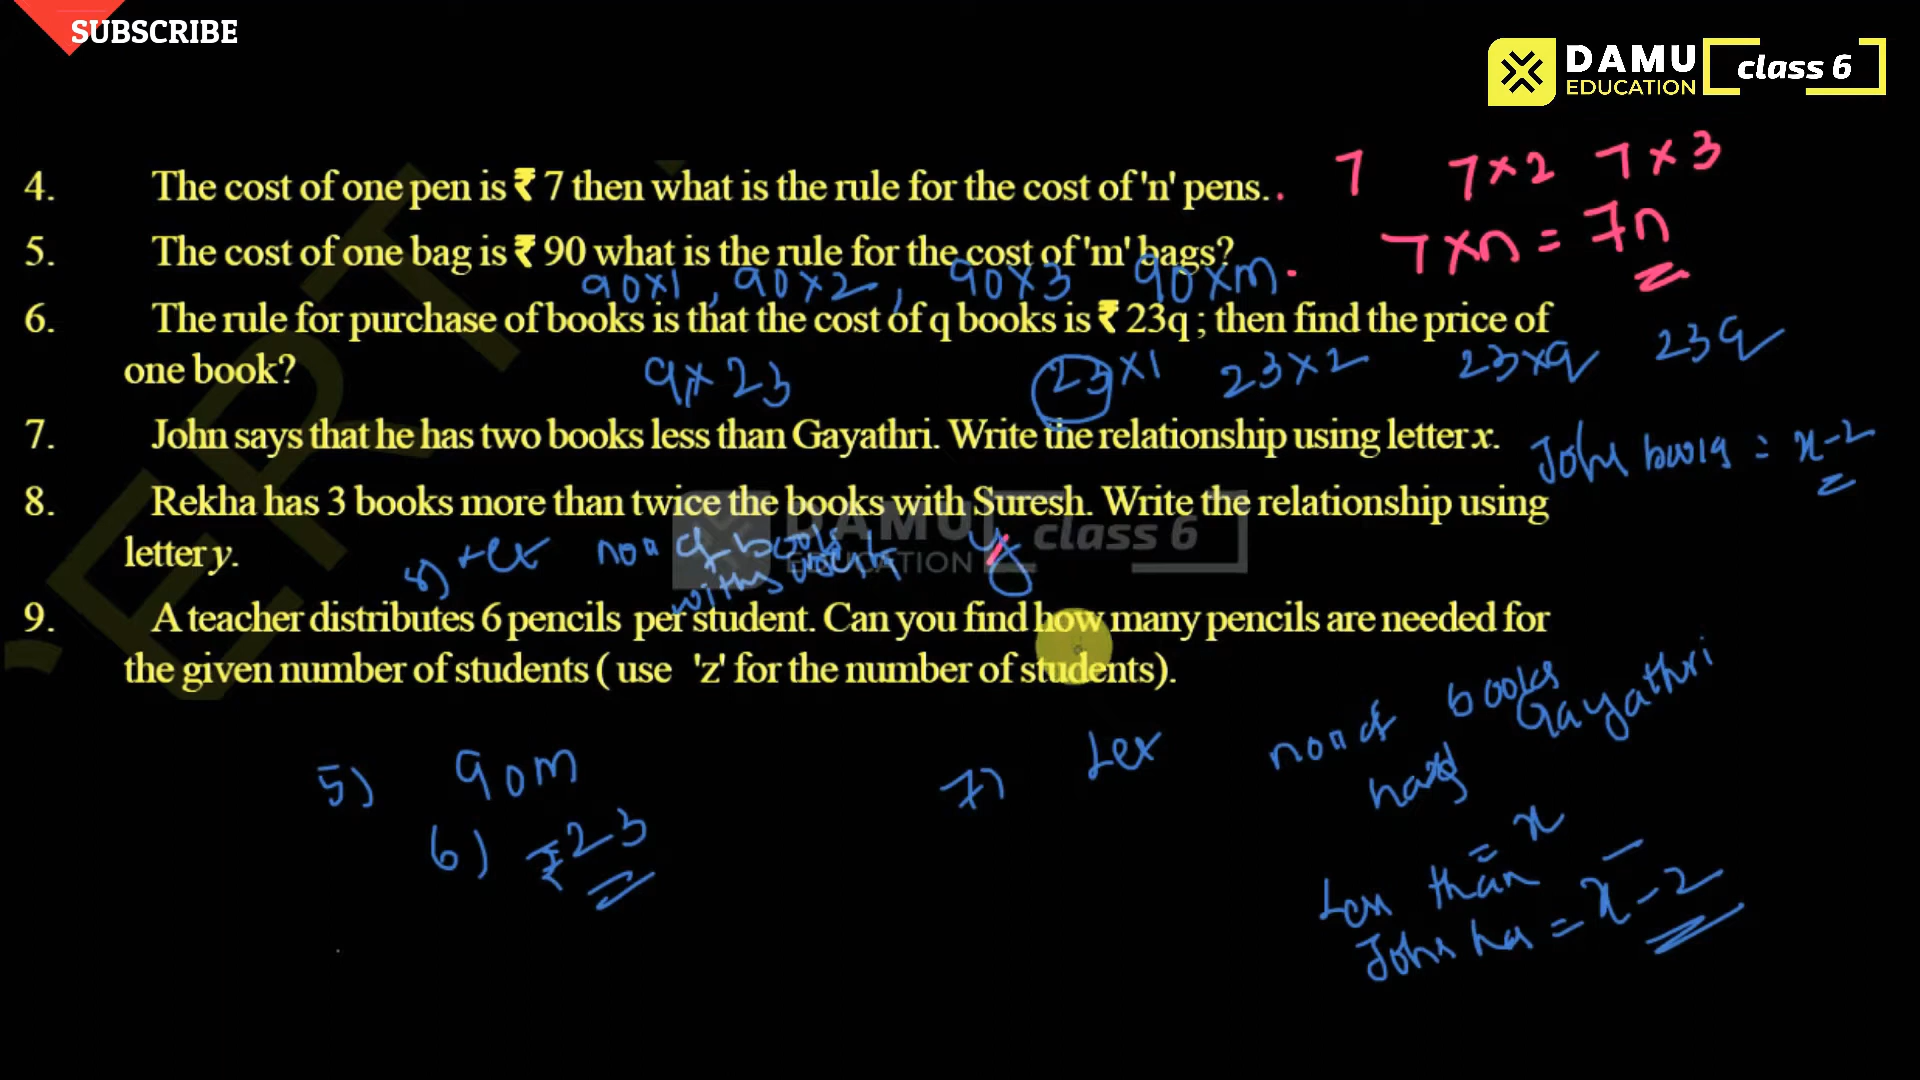 SUBSCRIBE
DAMU
EDUCATION
class 6
4. The cost of one pen is ₹ 7 then what is the rule for the cost of 'n' pens.
7 7×2 7×3
7×n = 7n
5. The cost of one bag is ₹ 90 what is the rule for the cost of 'm' bags?
90×1, 90×2, 90×3 90×m
6. The rule for purchase of books is that the cost of q books is ₹ 23q ; then find the price of
one book?
q×23 23×1 23×2 23×q 23q
7. John says that he has two books less than Gayathri. Write the relationship using letter x.
= x-2
8. Rekha has 3 books more than twice the books with Suresh. Write the relationship using
letter y.
8) y
DAMU
EDUCATION
class 6
9. A teacher distributes 6 pencils per student. Can you find how many pencils are needed for
the given number of students ( use 'z' for the number of students).
5) 90m
6) ₹23
7) Let books
Gayathri
has
= x
Less than
John has = x-2